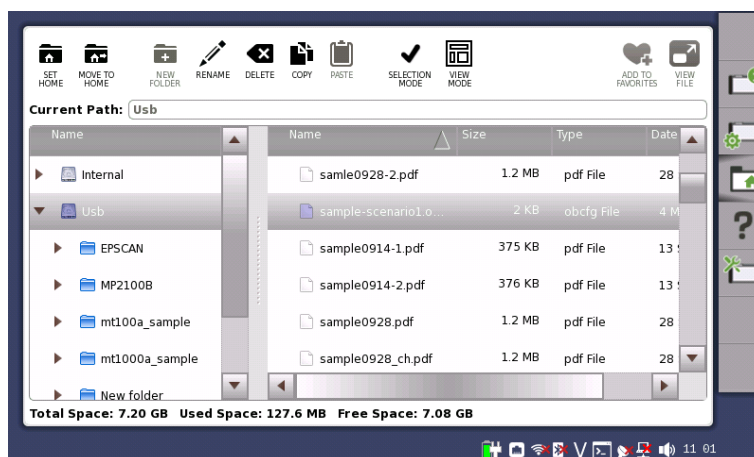 SET HOME MOVE TO HOME NEW FOLDER RENAME DELETE COPY PASTE SELECTION MODE VIEW MODE ADD TO FAVORITES VIEW FILE
Current Path: Usb
Name Name Size Type Date
Internal samle0928-2.pdf 1.2 MB pdf File 28
Usb sample-scenario1.o... 2 KB obcfg File 4 M
EPSCAN sample0914-1.pdf 375 KB pdf File 13
MP2100B sample0914-2.pdf 376 KB pdf File 13
mt100a_sample sample0928.pdf 1.2 MB pdf File 28
mt1000a_sample sample0928_ch.pdf 1.2 MB pdf File 28
New folder
Total Space: 7.20 GB Used Space: 127.6 MB Free Space: 7.08 GB
11 01